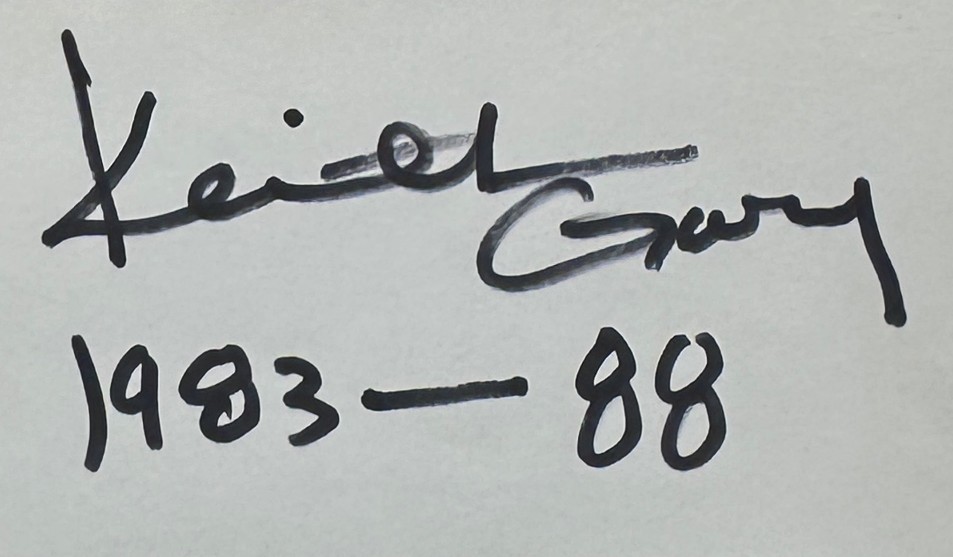 Keith
Gary
1983 — 88